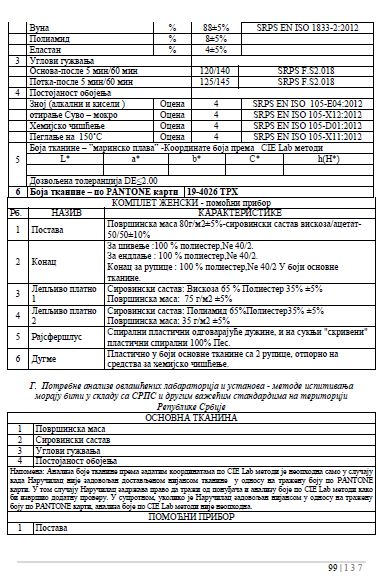 Вуна % 88±5% SRPS EN ISO 1833-2:2012
Полиамид % 8±5%
Еластан % 4±5%
3 Углови гужвања
Основа-после 5 мин/60 мин 120/140 SRPS F.S2.018
Потка-после 5 мин/60 мин 125/145 SRPS F.S2.018
4 Постојаност обојења
Зној (алкални и кисели ) Оцена 4 SRPS EN ISO 105-E04:2012
отирање Суво – мокро Оцена 4 SRPS EN ISO 105-X12:2012
Хемијско чишћење Оцена 4 SRPS EN ISO 105-D01:2012
Пеглање на 150˚C Оцена 4 SRPS EN ISO 105-X11:2012
5 Боја тканине – "маринско плава" -Координате боја према CIE Lab методи
L* a* b* C* h(H*)
Дозвољена толеранција DE≤2.00
6 Боја тканине – по PANTONE карти 19-4026 TPX
КОМПЛЕТ ЖЕНСКИ - помоћни прибор
Рб. НАЗИВ КАРАКТЕРИСТИКЕ
1 Постава Површинска маса 80г/м2±5%-сировински састав вискоза/ацетат-
50/50±10%
2 Конац За шивење :100 % полиестер,Ne 40/2.
За ендлање : 100 % полиестер,Ne 40/2.
Конац за рупице : 100 % полиестер,Ne 40/2 У боји основне
тканине.
3 Лепљиво платно 1 Сировински састав: Вискоза 65 % Полиестер 35% ±5%
Површинска маса: 75 г/м2 ±5%
4 Лепљиво платно 2 Сировински састав: Полиамид 65%Полиестер35% ±5%
Површинска маса: 35 г/м2 ±5%
5 Рајсфершлус Спирални пластични одговарајуће дужине, и на сукњи "скривени"
пластични спирални 100% Пес.
6 Дугме Пластично у боји основне тканине са 2 рупице, отпорно на
средства за хемијско чишћење.
Г. Потребне анализе овлашћених лабараторија и установа - методе испитивања
морају бити у складу са СРПС и другим важећим стандардима на територији
Републике Србије
ОСНОВНА ТКАНИНА
1 Површинска маса
2 Сировински састав
3 Углови гужвања
4 Постојаност обојења
Напомена: Анализа боје тканине према задатим координатама по CIE Lab методи је неопходна само у случају
када Наручилац није задовољан достављеном нијансом тканине у односу на тражену боју по PANTONE
карти. У том случају Наручилац задржава право да тражи од понуђача и анализу боје по CIE Lab методи како
би извршио додатну проверу. У супротном, уколико је Наручилац задовољан нијансом у односу на тражену
боју по PANTONE карти, анализа боје по CIE Lab методи није неопходна.
ПОМОЋНИ ПРИБОР
1 Постава
99 | 1 3 7